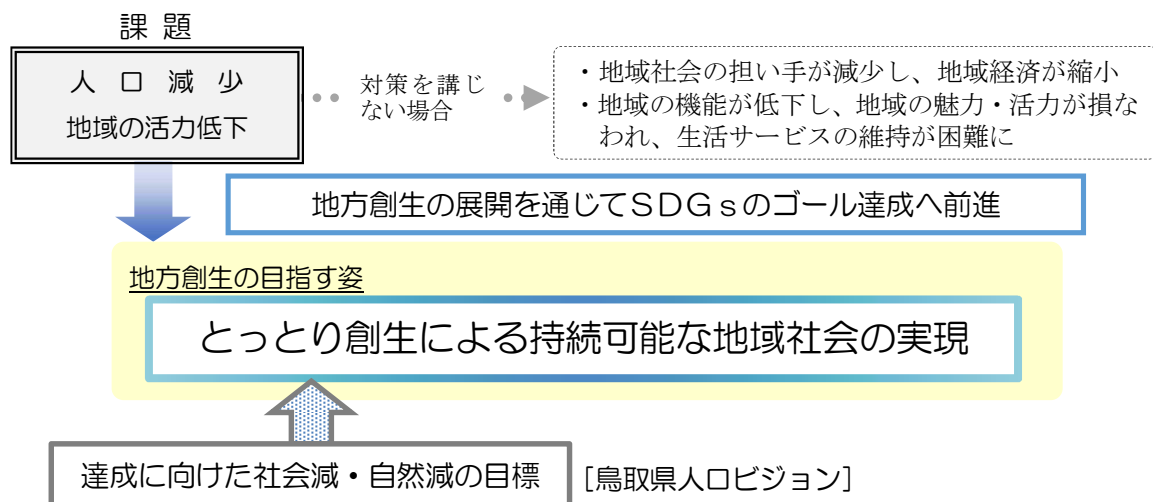 課 題
人 口 減 少
地域の活力低下
対策を講じ
ない場合
・地域社会の担い手が減少し、地域経済が縮小
・地域の機能が低下し、地域の魅力・活力が損な
われ、生活サービスの維持が困難に
地方創生の展開を通じてＳＤＧｓのゴール達成へ前進
地方創生の目指す姿
とっとり創生による持続可能な地域社会の実現
達成に向けた社会減・自然減の目標
[鳥取県人口ビジョン]